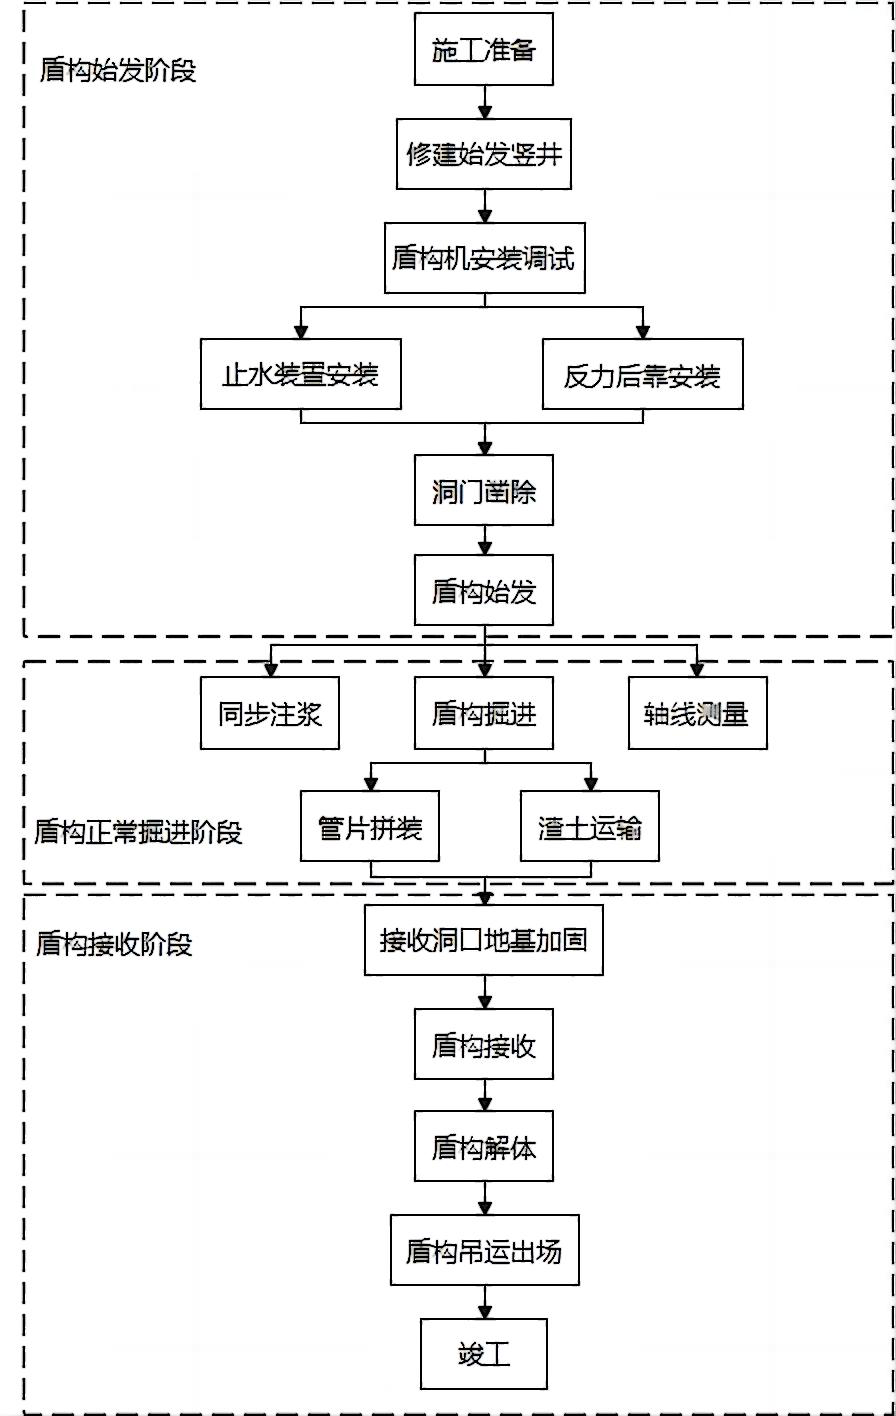 施工准备
盾构始发阶段
修建始发竖井
盾构机安装调试
止水装置安装
反力后靠安装
洞门凿除
盾构始发
同步注浆
盾构掘进
轴线测量
管片拼装
渣土运输
盾构正常掘进阶段
接收洞口地基加固
盾构接收阶段
盾构接收
盾构解体
盾构吊运出场
竣工